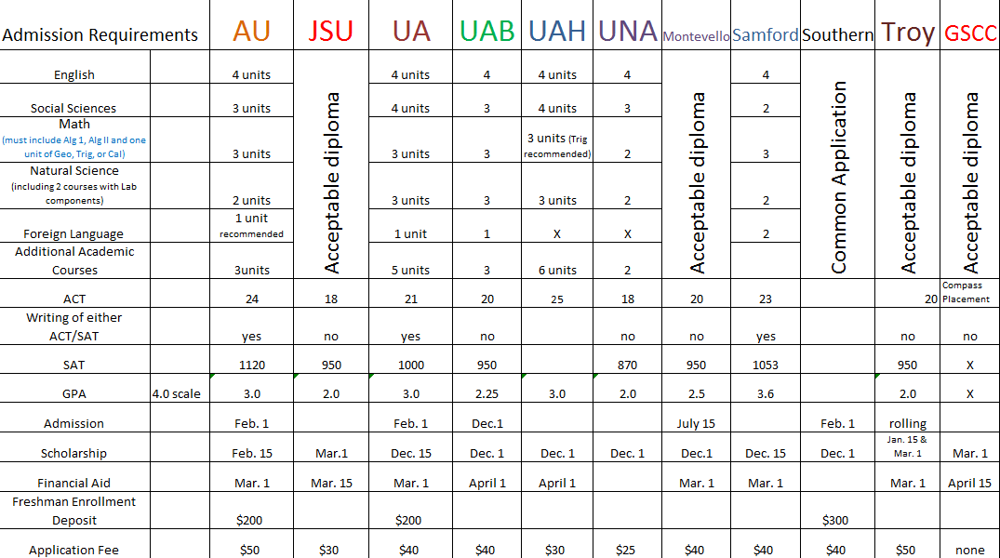 Admission Requirements AU JSU UA UAB UAH UNA Montevello Samford Southern Troy GSCC
English 4 units 4 units 4 4 units 4 4
Social Sciences 3 units 4 units 3 4 units 3 2
Math
(must include Alg 1, Alg II and one
unit of Geo, Trig, or Cal) 3 units 3 units 3 3 units (Trig recommended) 2 3
Natural Science
(including 2 courses with Lab
components) 2 units 3 units 3 3 units 2 2
Foreign Language 1 unit recommended 1 unit 1 X X 2
Additional Academic
Courses 3units 5 units 3 6 units 2
Acceptable diploma
Acceptable diploma
Common Application
Acceptable diploma
Acceptable diploma
ACT 24 18 21 20 25 18 20 23 20 Compass Placement
Writing of either
ACT/SAT yes no yes no no no yes no no
SAT 1120 950 1000 950 870 950 1053 950 X
GPA 4.0 scale 3.0 2.0 3.0 2.25 3.0 2.0 2.5 3.6 2.0 X
Admission Feb. 1 Feb. 1 Dec.1 July 15 Feb. 1 rolling
Scholarship Feb. 15 Mar.1 Dec. 15 Dec. 1 Dec. 1 Dec. 1 Dec.1 Dec. 15 Dec. 1 Jan. 15 & Mar. 1 Mar. 1
Financial Aid Mar. 1 Mar. 15 Mar. 1 April 1 April 1 Mar. 1 Mar. 1 Mar. 1 April 15
Freshman Enrollment
Deposit $200 $200 $300
Application Fee $50 $30 $40 $40 $30 $25 $40 $40 $40 $50 none